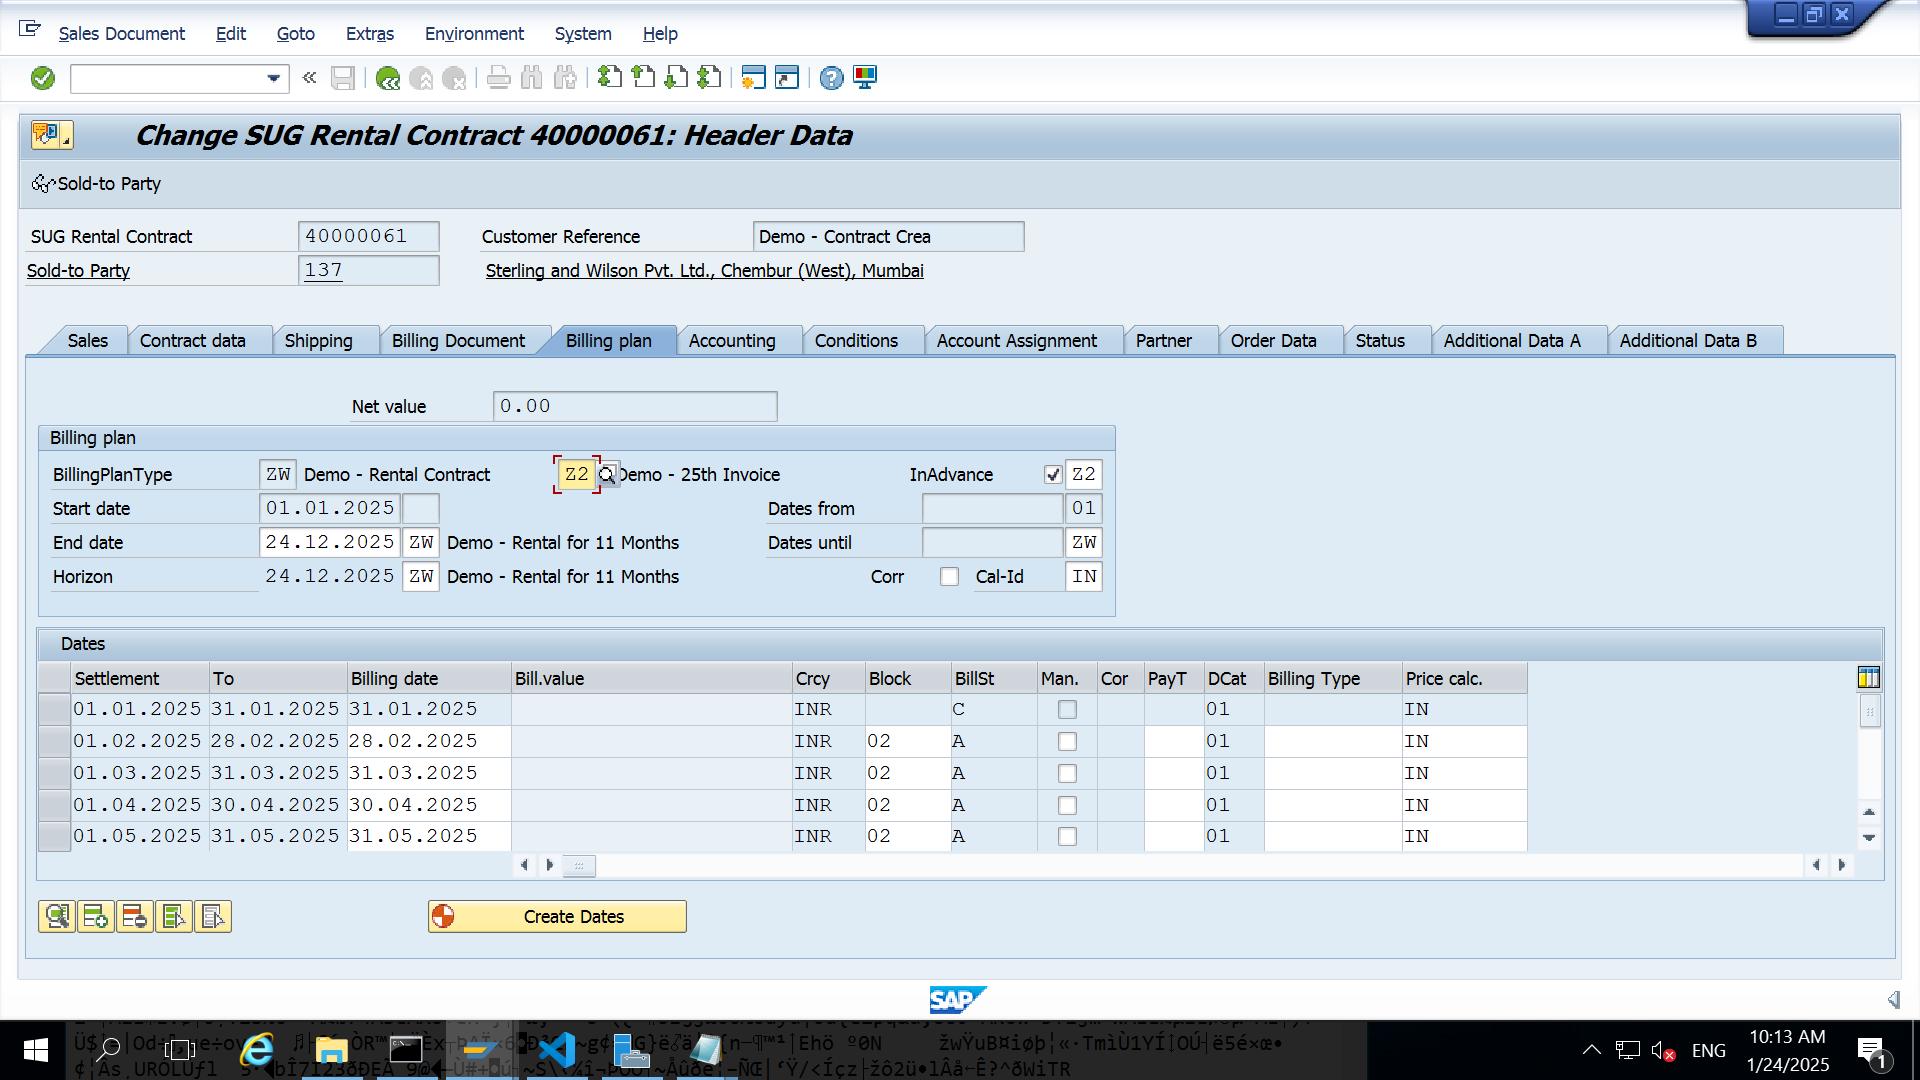 Sales Document Edit Goto Extras Environment System Help
Change SUG Rental Contract 40000061: Header Data
Sold-to Party
SUG Rental Contract 40000061 Customer Reference Demo - Contract Crea
Sold-to Party 137 Sterling and Wilson Pvt. Ltd., Chembur (West), Mumbai
Sales Contract data Shipping Billing Document Billing plan Accounting Conditions Account Assignment Partner Order Data Status Additional Data A Additional Data B
Net value 0.00
Billing plan
BillingPlanType ZW Demo - Rental Contract Z2 Demo - 25th Invoice InAdvance Z2
Start date 01.01.2025 Dates from 01
End date 24.12.2025 ZW Demo - Rental for 11 Months Dates until ZW
Horizon 24.12.2025 ZW Demo - Rental for 11 Months Corr Cal-Id IN
Dates
Settlement To Billing date Bill.value Crcy Block BillSt Man. Cor PayT DCat Billing Type Price calc.
01.01.2025 31.01.2025 31.01.2025 INR C 01 IN
01.02.2025 28.02.2025 28.02.2025 INR 02 A 01 IN
01.03.2025 31.03.2025 31.03.2025 INR 02 A 01 IN
01.04.2025 30.04.2025 30.04.2025 INR 02 A 01 IN
01.05.2025 31.05.2025 31.05.2025 INR 02 A 01 IN
Create Dates
SAP
ENG
10:13 AM
1/24/2025
1